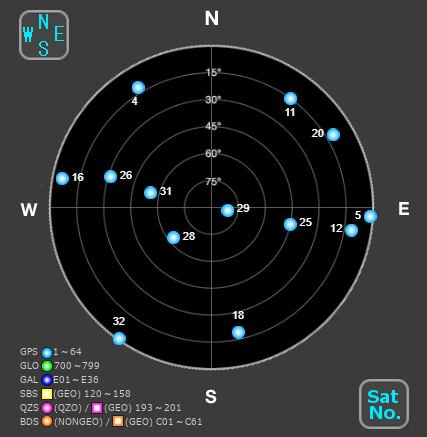 N
W E
S
N
4
11
20
15°
30°
45°
60°
75°
16
26
31
29
W
E
5
25
12
28
18
32
S
GPS 1 ~ 64
GLO 700 ~ 799
GAL E01 ~ E36
SBS (GEO) 120 ~ 158
QZS (QZO) / (GEO) 193 ~ 201
BDS (NONGEO) / (GEO) C01 ~ C61
Sat
No.